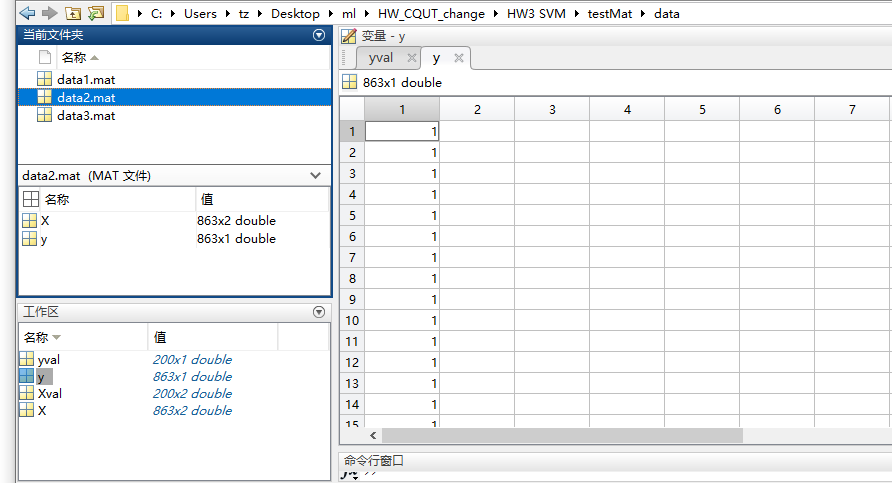 C: Users tz Desktop ml HW_CQUT_change HW3 SVM testMat data
当前文件夹
名称
data1.mat
data2.mat
data3.mat
data2.mat (MAT 文件)
名称 值
X 863x2 double
y 863x1 double
工作区
名称 值
yval 200x1 double
y 863x1 double
Xval 200x2 double
X 863x2 double
变量 - y
yval y
863x1 double
1 2 3 4 5 6 7
1 1
2 1
3 1
4 1
5 1
6 1
7 1
8 1
9 1
10 1
11 1
12 1
13 1
14 1
15 1
命令行窗口